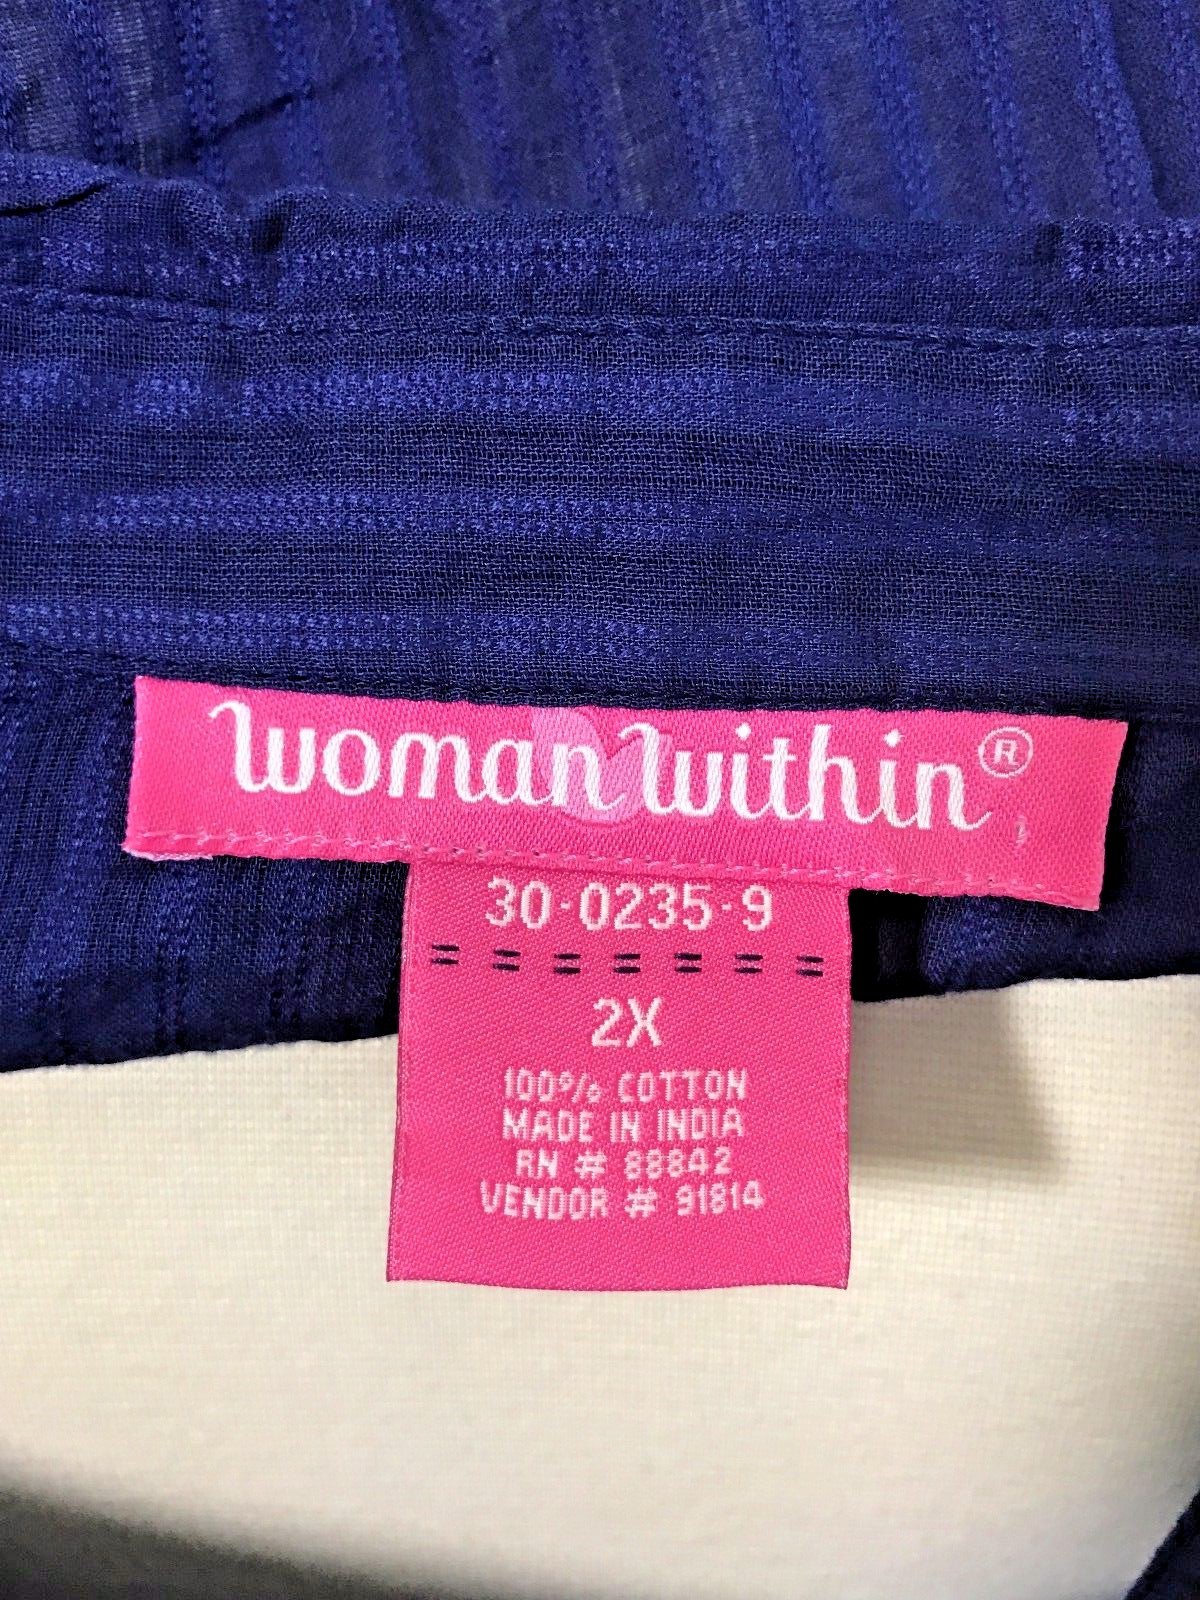 woman within®
30-0235-9
2X
100% COTTON
MADE IN INDIA
RN # 88842
VENDOR # 91814